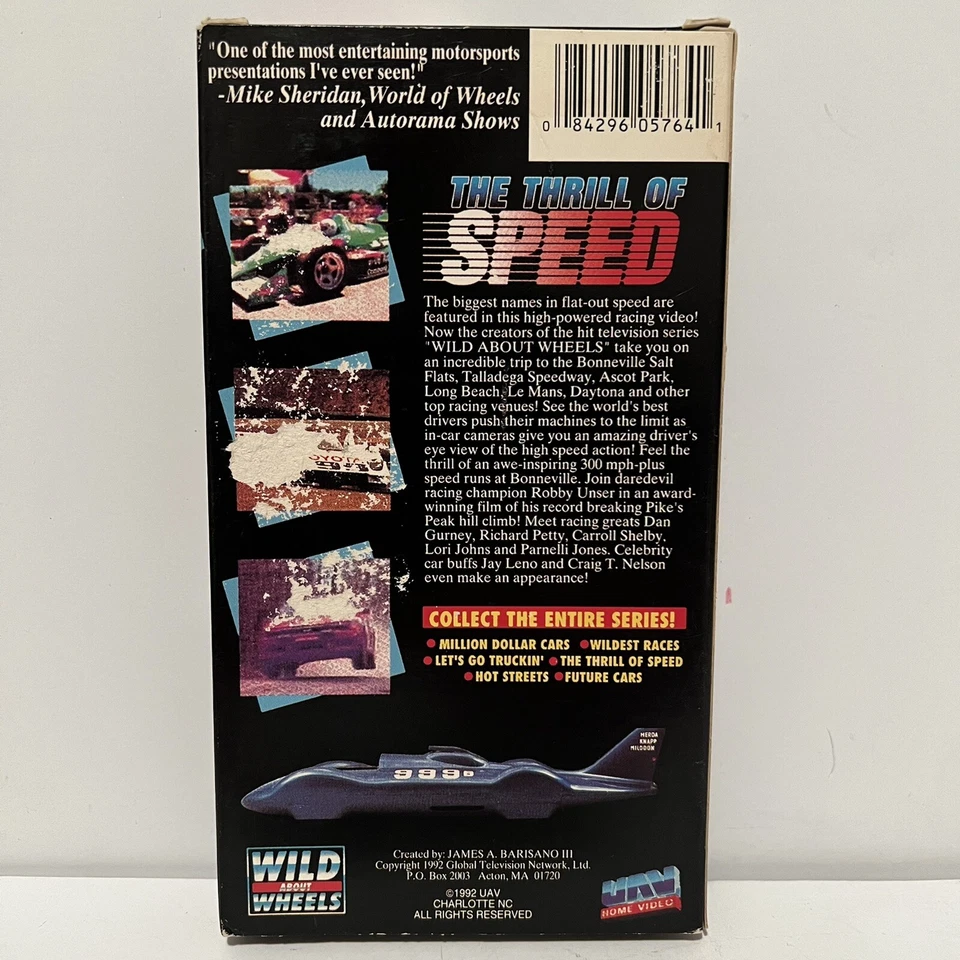 "One of the most entertaining motorsports
presentations I've ever seen!"
-Mike Sheridan, World of Wheels
and Autorama Shows
0 84296 05764 1
THE THRILL OF
SPEED
The biggest names in flat-out speed are
featured in this high-powered racing video!
Now the creators of the hit television series
"WILD ABOUT WHEELS" take you on
an incredible trip to the Bonneville Salt
Flats, Talladega Speedway, Ascot Park,
Long Beach, Le Mans, Daytona and other
top racing venues! See the world's best
drivers push their machines to the limit as
in-car cameras give you an amazing driver's
eye view of the high speed action! Feel the
thrill of an awe-inspiring 300 mph-plus
speed runs at Bonneville. Join daredevil
racing champion Robby Unser in an award-
winning film of his record breaking Pike's
Peak hill climb! Meet racing greats Dan
Gurney, Richard Petty, Carroll Shelby,
Lori Johns and Parnelli Jones. Celebrity
car buffs Jay Leno and Craig T. Nelson
even make an appearance!
COLLECT THE ENTIRE SERIES!
• MILLION DOLLAR CARS • WILDEST RACES
• LET'S GO TRUCKIN' • THE THRILL OF SPEED
• HOT STREETS • FUTURE CARS
KNAPP
999
Created by: JAMES A. BARISANO III
Copyright 1992 Global Television Network, Ltd.
P.O. Box 2003 Acton, MA 01720
©1992 UAV
CHARLOTTE NC
ALL RIGHTS RESERVED
WILD
ABOUT
WHEELS
UAV
HOME VIDEO